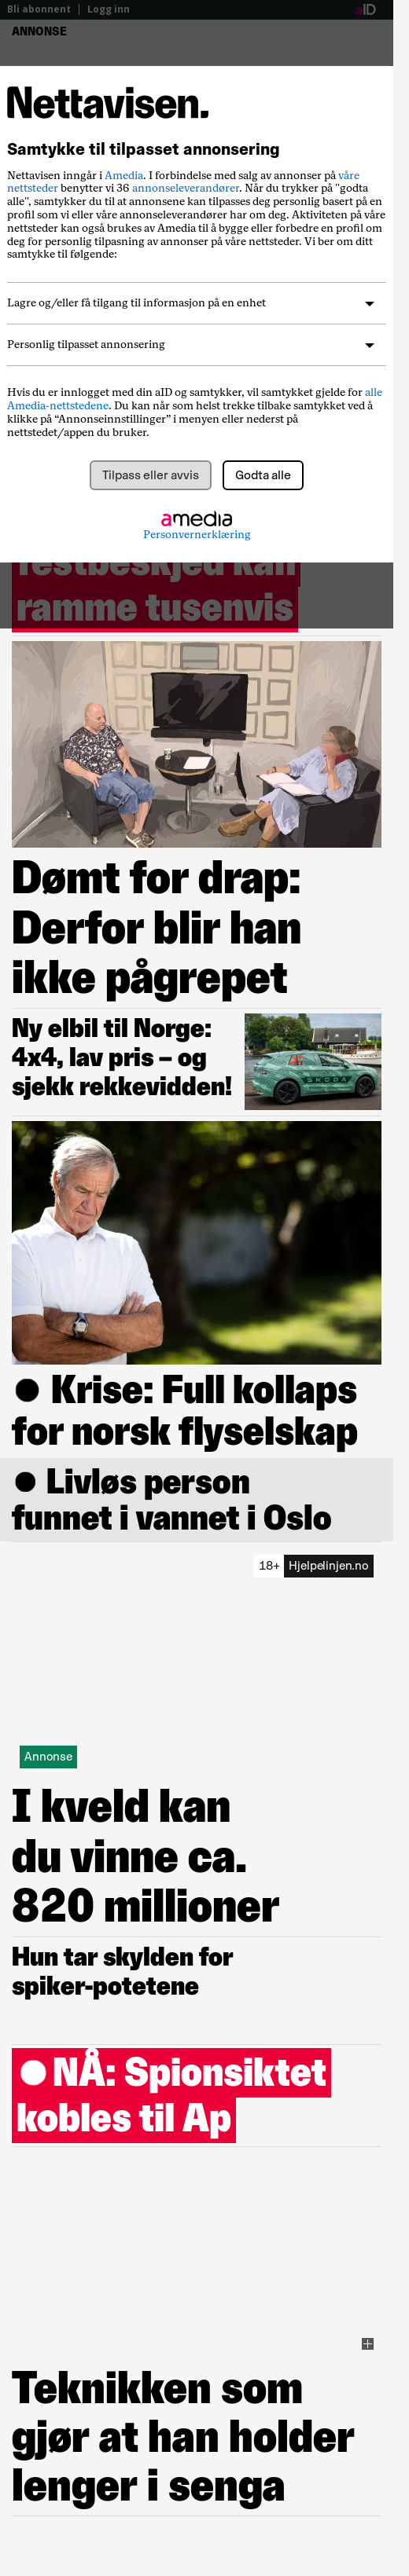 Bli abonnent | Logg inn
aID
ANNONSE
Nettavisen.
Samtykke til tilpasset annonsering
Nettavisen inngår i Amedia. I forbindelse med salg av annonser på våre
nettsteder benytter vi 36 annonseleverandører. Når du trykker på "godta
alle", samtykker du til at annonsene kan tilpasses deg personlig basert på en
profil som vi eller våre annonseleverandører har om deg. Aktiviteten på våre
nettsteder kan også brukes av Amedia til å bygge eller forbedre en profil om
deg for personlig tilpasning av annonser på våre nettsteder. Vi ber om ditt
samtykke til følgende:
Lagre og/eller få tilgang til informasjon på en enhet
Personlig tilpasset annonsering
Hvis du er innlogget med din aID og samtykker, vil samtykket gjelde for alle
Amedia-nettstedene. Du kan når som helst trekke tilbake samtykket ved å
klikke på “Annonseinnstillinger” i menyen eller nederst på
nettstedet/appen du bruker.
Tilpass eller avvis
Godta alle
amedia
Personvernerklæring
Testbeskjed kan
ramme tusenvis
Dømt for drap:
Derfor blir han
ikke pågrepet
Ny elbil til Norge:
4x4, lav pris – og
sjekk rekkevidden!
SKODA
● Krise: Full kollaps
for norsk flyselskap
● Livløs person
funnet i vannet i Oslo
18+ Hjelpelinjen.no
Annonse
I kveld kan
du vinne ca.
820 millioner
Hun tar skylden for
spiker-potetene
● NÅ: Spionsiktet
kobles til Ap
Teknikken som
gjør at han holder
lenger i senga